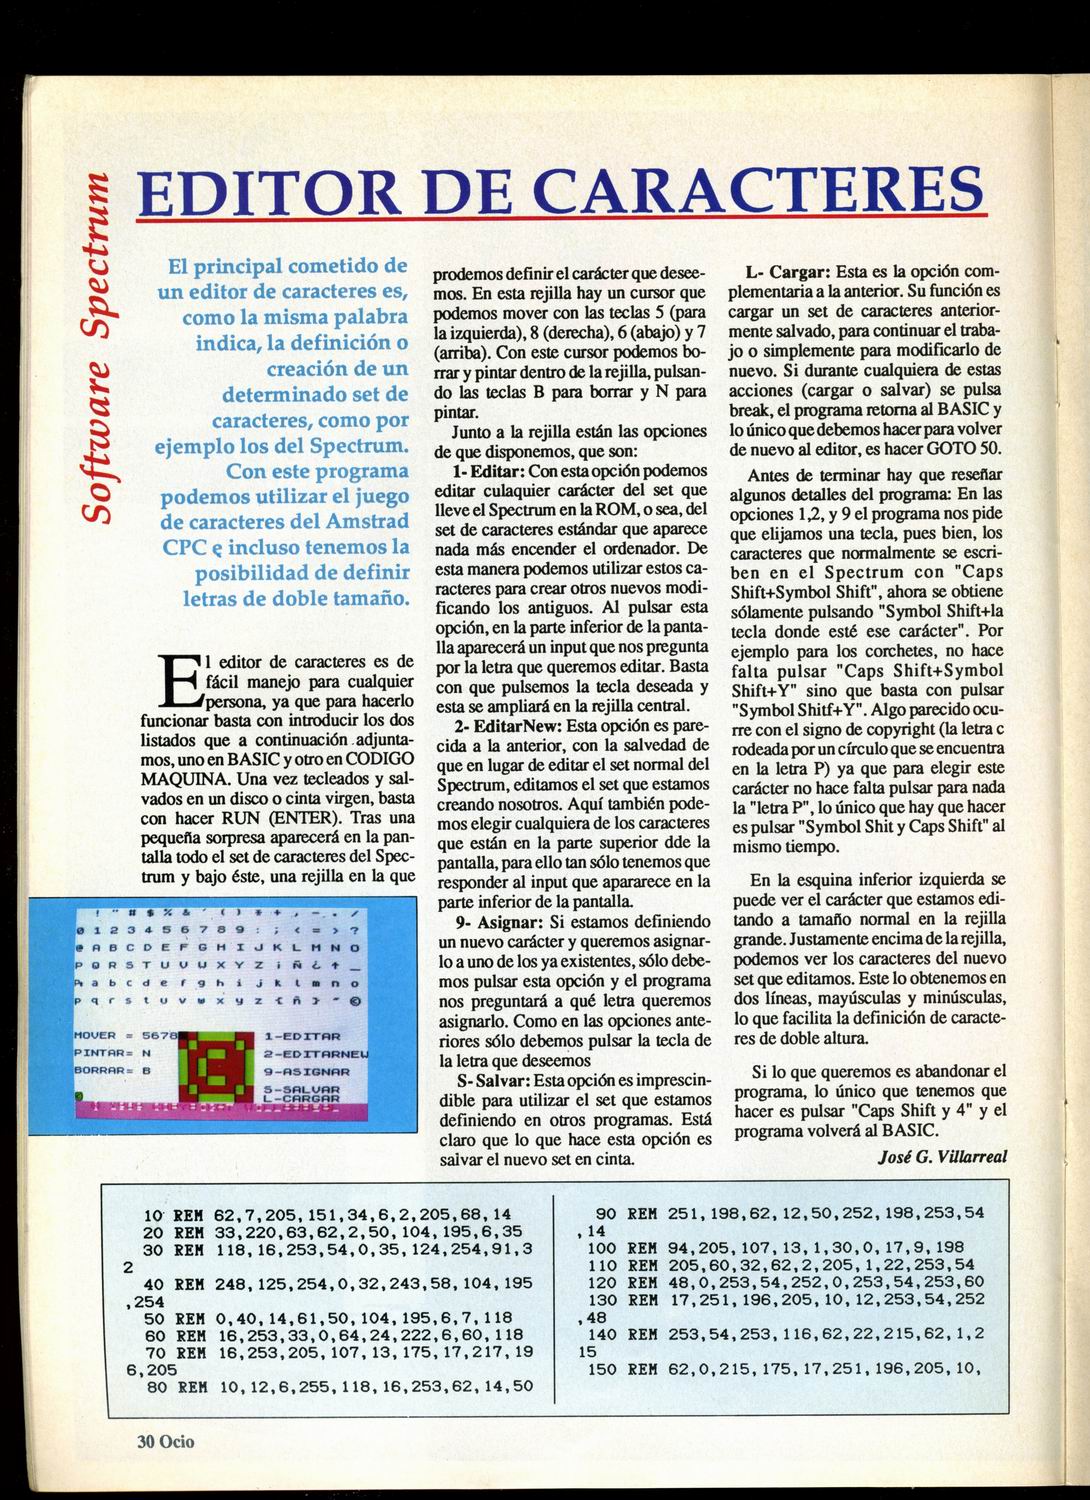 Software Spectrum
EDITOR DE CARACTERES
El principal cometido de
un editor de caracteres es,
como la misma palabra
indica, la definición o
creación de un
determinado set de
caracteres, como por
ejemplo los del Spectrum.
Con este programa
podemos utilizar el juego
de caracteres del Amstrad
CPC e incluso tenemos la
posibilidad de definir
letras de doble tamaño.
El editor de caracteres es de
fácil manejo para cualquier
persona, ya que para hacerlo
funcionar basta con introducir los dos
listados que a continuación adjunta-
mos, uno en BASIC y otro en CODIGO
MAQUINA. Una vez tecleados y sal-
vados en un disco o cinta virgen, basta
con hacer RUN (ENTER). Tras una
pequeña sorpresa aparecerá en la pan-
talla todo el set de caracteres del Spec-
trum y bajo éste, una rejilla en la que
! " # $ % & ' ( ) * + , - . /
0 1 2 3 4 5 6 7 8 9 : ; < = > ?
@ A B C D E F G H I J K L M N O
P Q R S T U V W X Y Z ¡ Ñ ¿ ↑ _
a b c d e f g h i j k l m n o
p q r s t u v w x y z { ñ } ~ ©
MOVER = 5678
PINTAR= N
BORRAR= B
1-EDITAR
2-EDITARNEW
9-ASIGNAR
S-SALVAR
L-CARGAR
prodemos definir el carácter que desee-
mos. En esta rejilla hay un cursor que
podemos mover con las teclas 5 (para
la izquierda), 8 (derecha), 6 (abajo) y 7
(arriba). Con este cursor podemos bo-
rrar y pintar dentro de la rejilla, pulsan-
do las teclas B para borrar y N para
pintar.
Junto a la rejilla están las opciones
de que disponemos, que son:
1- Editar: Con esta opción podemos
editar culaquier carácter del set que
lleve el Spectrum en la ROM, o sea, del
set de caracteres estándar que aparece
nada más encender el ordenador. De
esta manera podemos utilizar estos ca-
racteres para crear otros nuevos modi-
ficando los antiguos. Al pulsar esta
opción, en la parte inferior de la panta-
lla aparecerá un input que nos pregunta
por la letra que queremos editar. Basta
con que pulsemos la tecla deseada y
esta se ampliará en la rejilla central.
2- EditarNew: Esta opción es pare-
cida a la anterior, con la salvedad de
que en lugar de editar el set normal del
Spectrum, editamos el set que estamos
creando nosotros. Aquí también pode-
mos elegir cualquiera de los caracteres
que están en la parte superior dde la
pantalla, para ello tan sólo tenemos que
responder al input que apararece en la
parte inferior de la pantalla.
9- Asignar: Si estamos definiendo
un nuevo carácter y queremos asignar-
lo a uno de los ya existentes, sólo debe-
mos pulsar esta opción y el programa
nos preguntará a qué letra queremos
asignarlo. Como en las opciones ante-
riores sólo debemos pulsar la tecla de
la letra que deseemos
S- Salvar: Esta opción es imprescin-
dible para utilizar el set que estamos
definiendo en otros programas. Está
claro que lo que hace esta opción es
salvar el nuevo set en cinta.
L- Cargar: Esta es la opción com-
plementaria a la anterior. Su función es
cargar un set de caracteres anterior-
mente salvado, para continuar el traba-
jo o simplemente para modificarlo de
nuevo. Si durante cualquiera de estas
acciones (cargar o salvar) se pulsa
break, el programa retorna al BASIC y
lo único que debemos hacer para volver
de nuevo al editor, es hacer GOTO 50.
Antes de terminar hay que reseñar
algunos detalles del programa: En las
opciones 1,2, y 9 el programa nos pide
que elijamos una tecla, pues bien, los
caracteres que normalmente se escri-
ben en el Spectrum con "Caps
Shift+Symbol Shift", ahora se obtiene
sólamente pulsando "Symbol Shift+la
tecla donde esté ese carácter". Por
ejemplo para los corchetes, no hace
falta pulsar "Caps Shift+Symbol
Shift+Y" sino que basta con pulsar
"Symbol Shitf+Y". Algo parecido ocu-
rre con el signo de copyright (la letra c
rodeada por un círculo que se encuentra
en la letra P) ya que para elegir este
carácter no hace falta pulsar para nada
la "letra P", lo único que hay que hacer
es pulsar "Symbol Shit y Caps Shift" al
mismo tiempo.
En la esquina inferior izquierda se
puede ver el carácter que estamos edi-
tando a tamaño normal en la rejilla
grande. Justamente encima de la rejilla,
podemos ver los caracteres del nuevo
set que editamos. Este lo obtenemos en
dos líneas, mayúsculas y minúsculas,
lo que facilita la definición de caracte-
res de doble altura.
Si lo que queremos es abandonar el
programa, lo único que tenemos que
hacer es pulsar "Caps Shift y 4" y el
programa volverá al BASIC.
José G. Villarreal
10 REM 62,7,205,151,34,6,2,205,68,14
20 REM 33,220,63,62,2,50,104,195,6,35
30 REM 118,16,253,54,0,35,124,254,91,3
2
40 REM 248,125,254,0,32,243,58,104,195
,254
50 REM 0,40,14,61,50,104,195,6,7,118
60 REM 16,253,33,0,64,24,222,6,60,118
70 REM 16,253,205,107,13,175,17,217,19
6,205
80 REM 10,12,6,255,118,16,253,62,14,50
90 REM 251,198,62,12,50,252,198,253,54
,14
100 REM 94,205,107,13,1,30,0,17,9,198
110 REM 205,60,32,62,2,205,1,22,253,54
120 REM 48,0,253,54,252,0,253,54,253,60
130 REM 17,251,196,205,10,12,253,54,252
,48
140 REM 253,54,253,116,62,22,215,62,1,2
15
150 REM 62,0,215,175,17,251,196,205,10,
30 Ocio